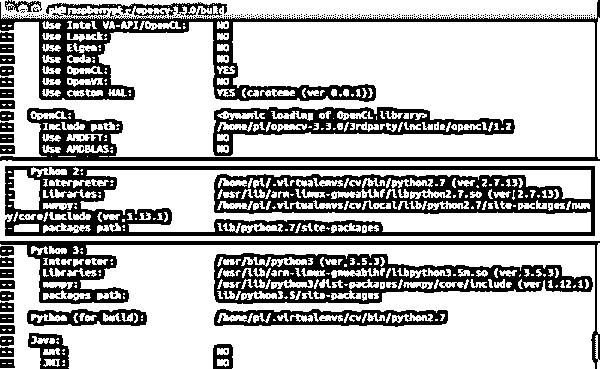 pi@raspberrypi: ~/opencv-3.3.0/build
Use Intel VA-API/OpenCL: NO
Use Lapack: NO
Use Eigen: NO
Use Cuda: NO
Use OpenCL: YES
Use OpenVX: NO
Use custom HAL: YES (carotene (ver 0.0.1))
OpenCL: <Dynamic loading of OpenCL library>
Include path: /home/pi/opencv-3.3.0/3rdparty/include/opencl/1.2
Use AMDFFT: NO
Use AMDBLAS: NO
Python 2:
Interpreter: /home/pi/.virtualenvs/cv/bin/python2.7 (ver 2.7.13)
Libraries: /usr/lib/arm-linux-gnueabihf/libpython2.7.so (ver 2.7.13)
numpy: /home/pi/.virtualenvs/cv/local/lib/python2.7/site-packages/num
py/core/include (ver 1.13.1)
packages path: lib/python2.7/site-packages
Python 3:
Interpreter: /usr/bin/python3 (ver 3.5.3)
Libraries: /usr/lib/arm-linux-gnueabihf/libpython3.5m.so (ver 3.5.3)
numpy: /usr/lib/python3/dist-packages/numpy/core/include (ver 1.12.1)
packages path: lib/python3.5/site-packages
Python (for build): /home/pi/.virtualenvs/cv/bin/python2.7
Java:
ant: NO
JNI: NO